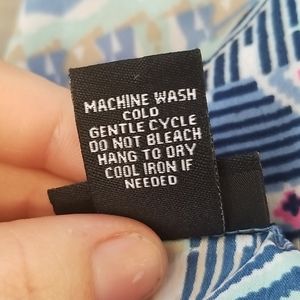 MACHINE WASH
COLD
GENTLE CYCLE
DO NOT BLEACH
HANG TO DRY
COOL IRON IF
NEEDED